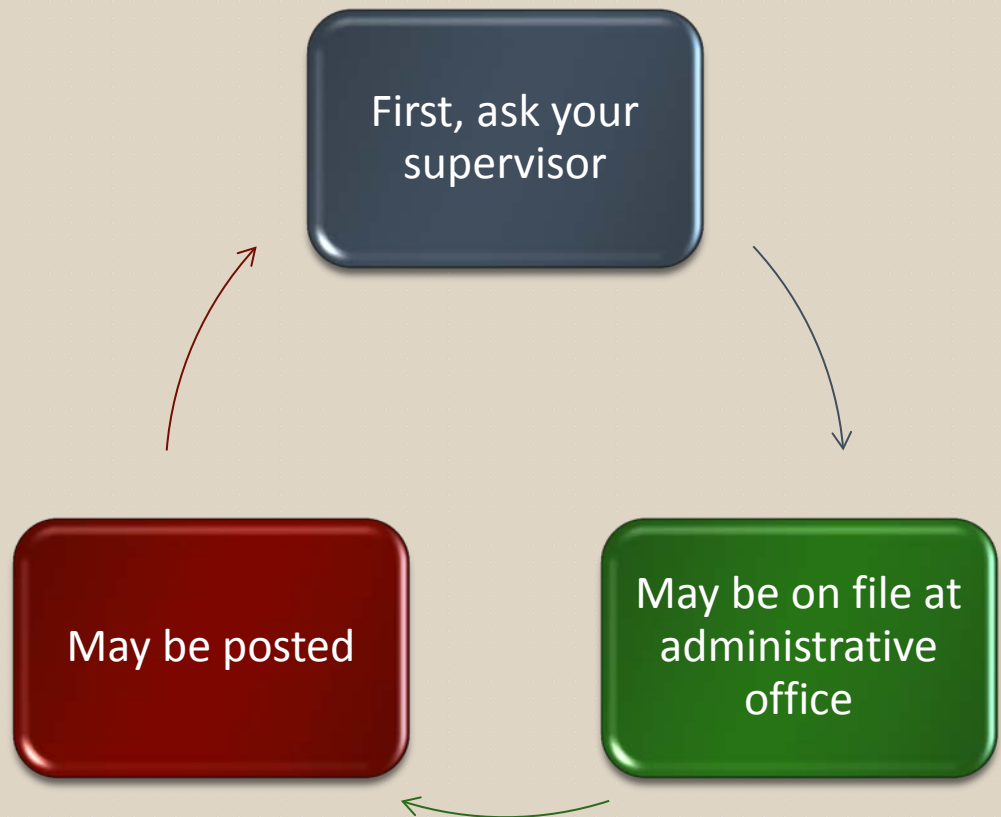 First, ask your
supervisor
May be on file at
administrative
office
May be posted